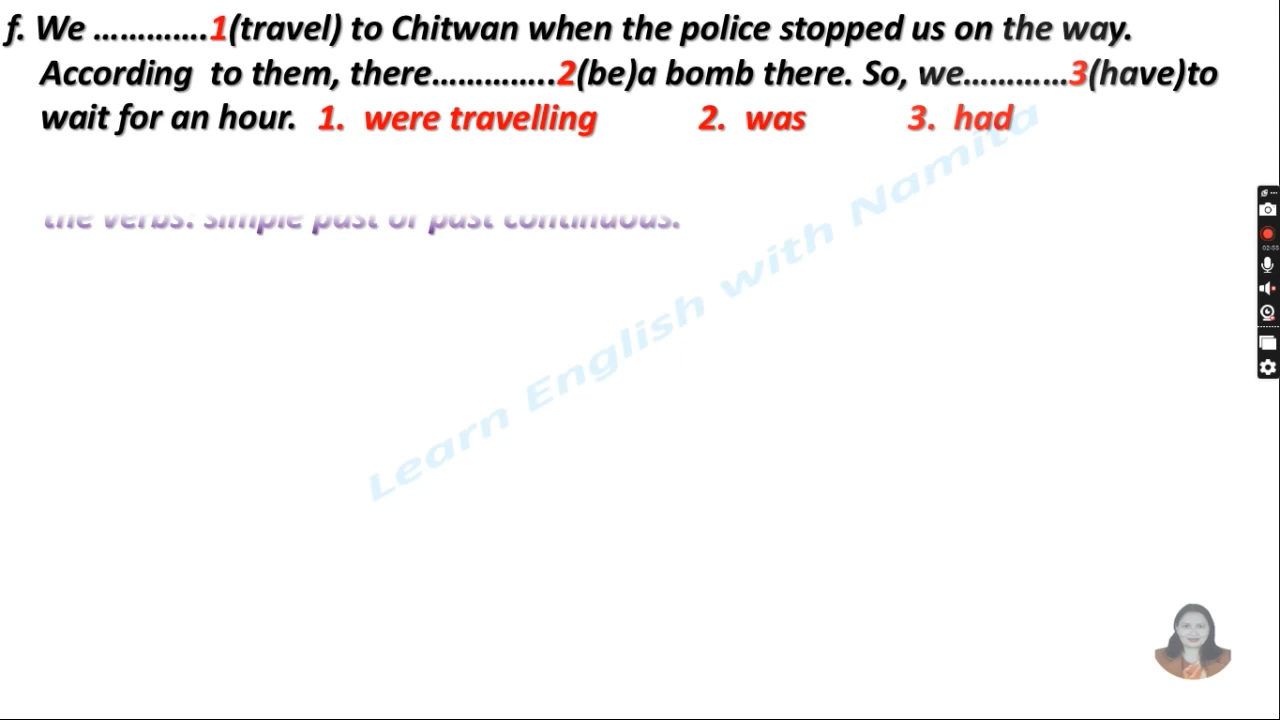 f. We ………….1(travel) to Chitwan when the police stopped us on the way.
According to them, there…………..2(be)a bomb there. So, we…………3(have)to
wait for an hour. 1. were travelling 2. was 3. had
the verbs: simple past or past continuous.
Learn English with Namita
02:55